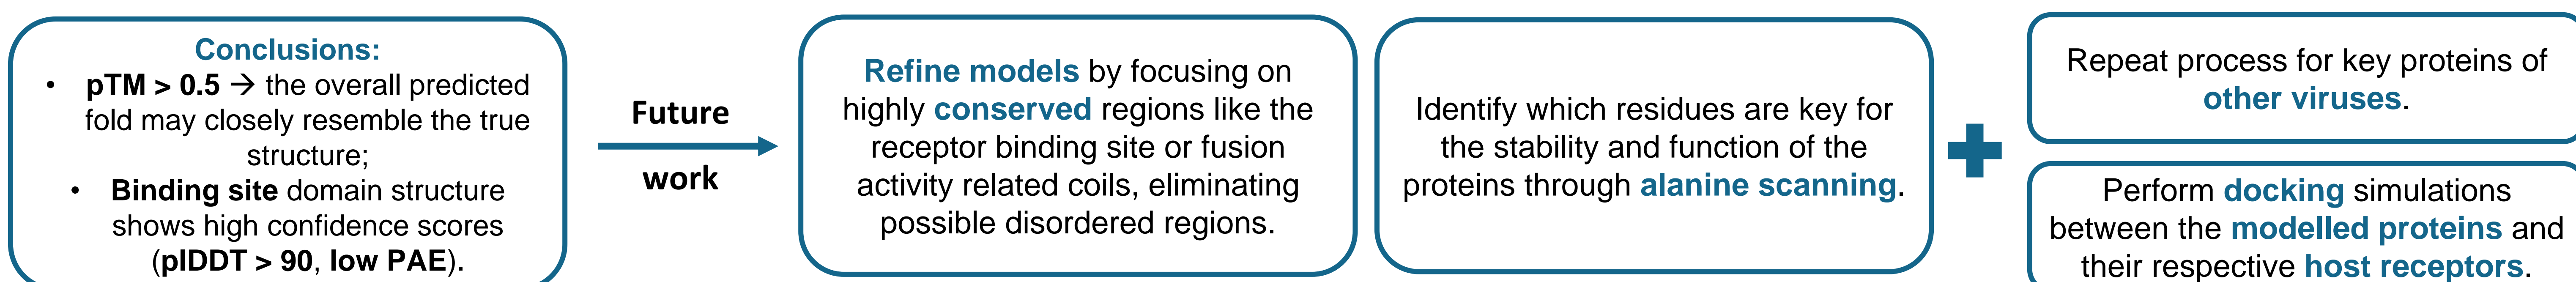 Conclusions:
• pTM > 0.5 → the overall predicted
fold may closely resemble the true
structure;
• Binding site domain structure
shows high confidence scores
(plDDT > 90, low PAE).
Future
work
Refine models by focusing on
highly conserved regions like the
receptor binding site or fusion
activity related coils, eliminating
possible disordered regions.
Identify which residues are key for
the stability and function of the
proteins through alanine scanning.
Repeat process for key proteins of
other viruses.
Perform docking simulations
between the modelled proteins and
their respective host receptors.